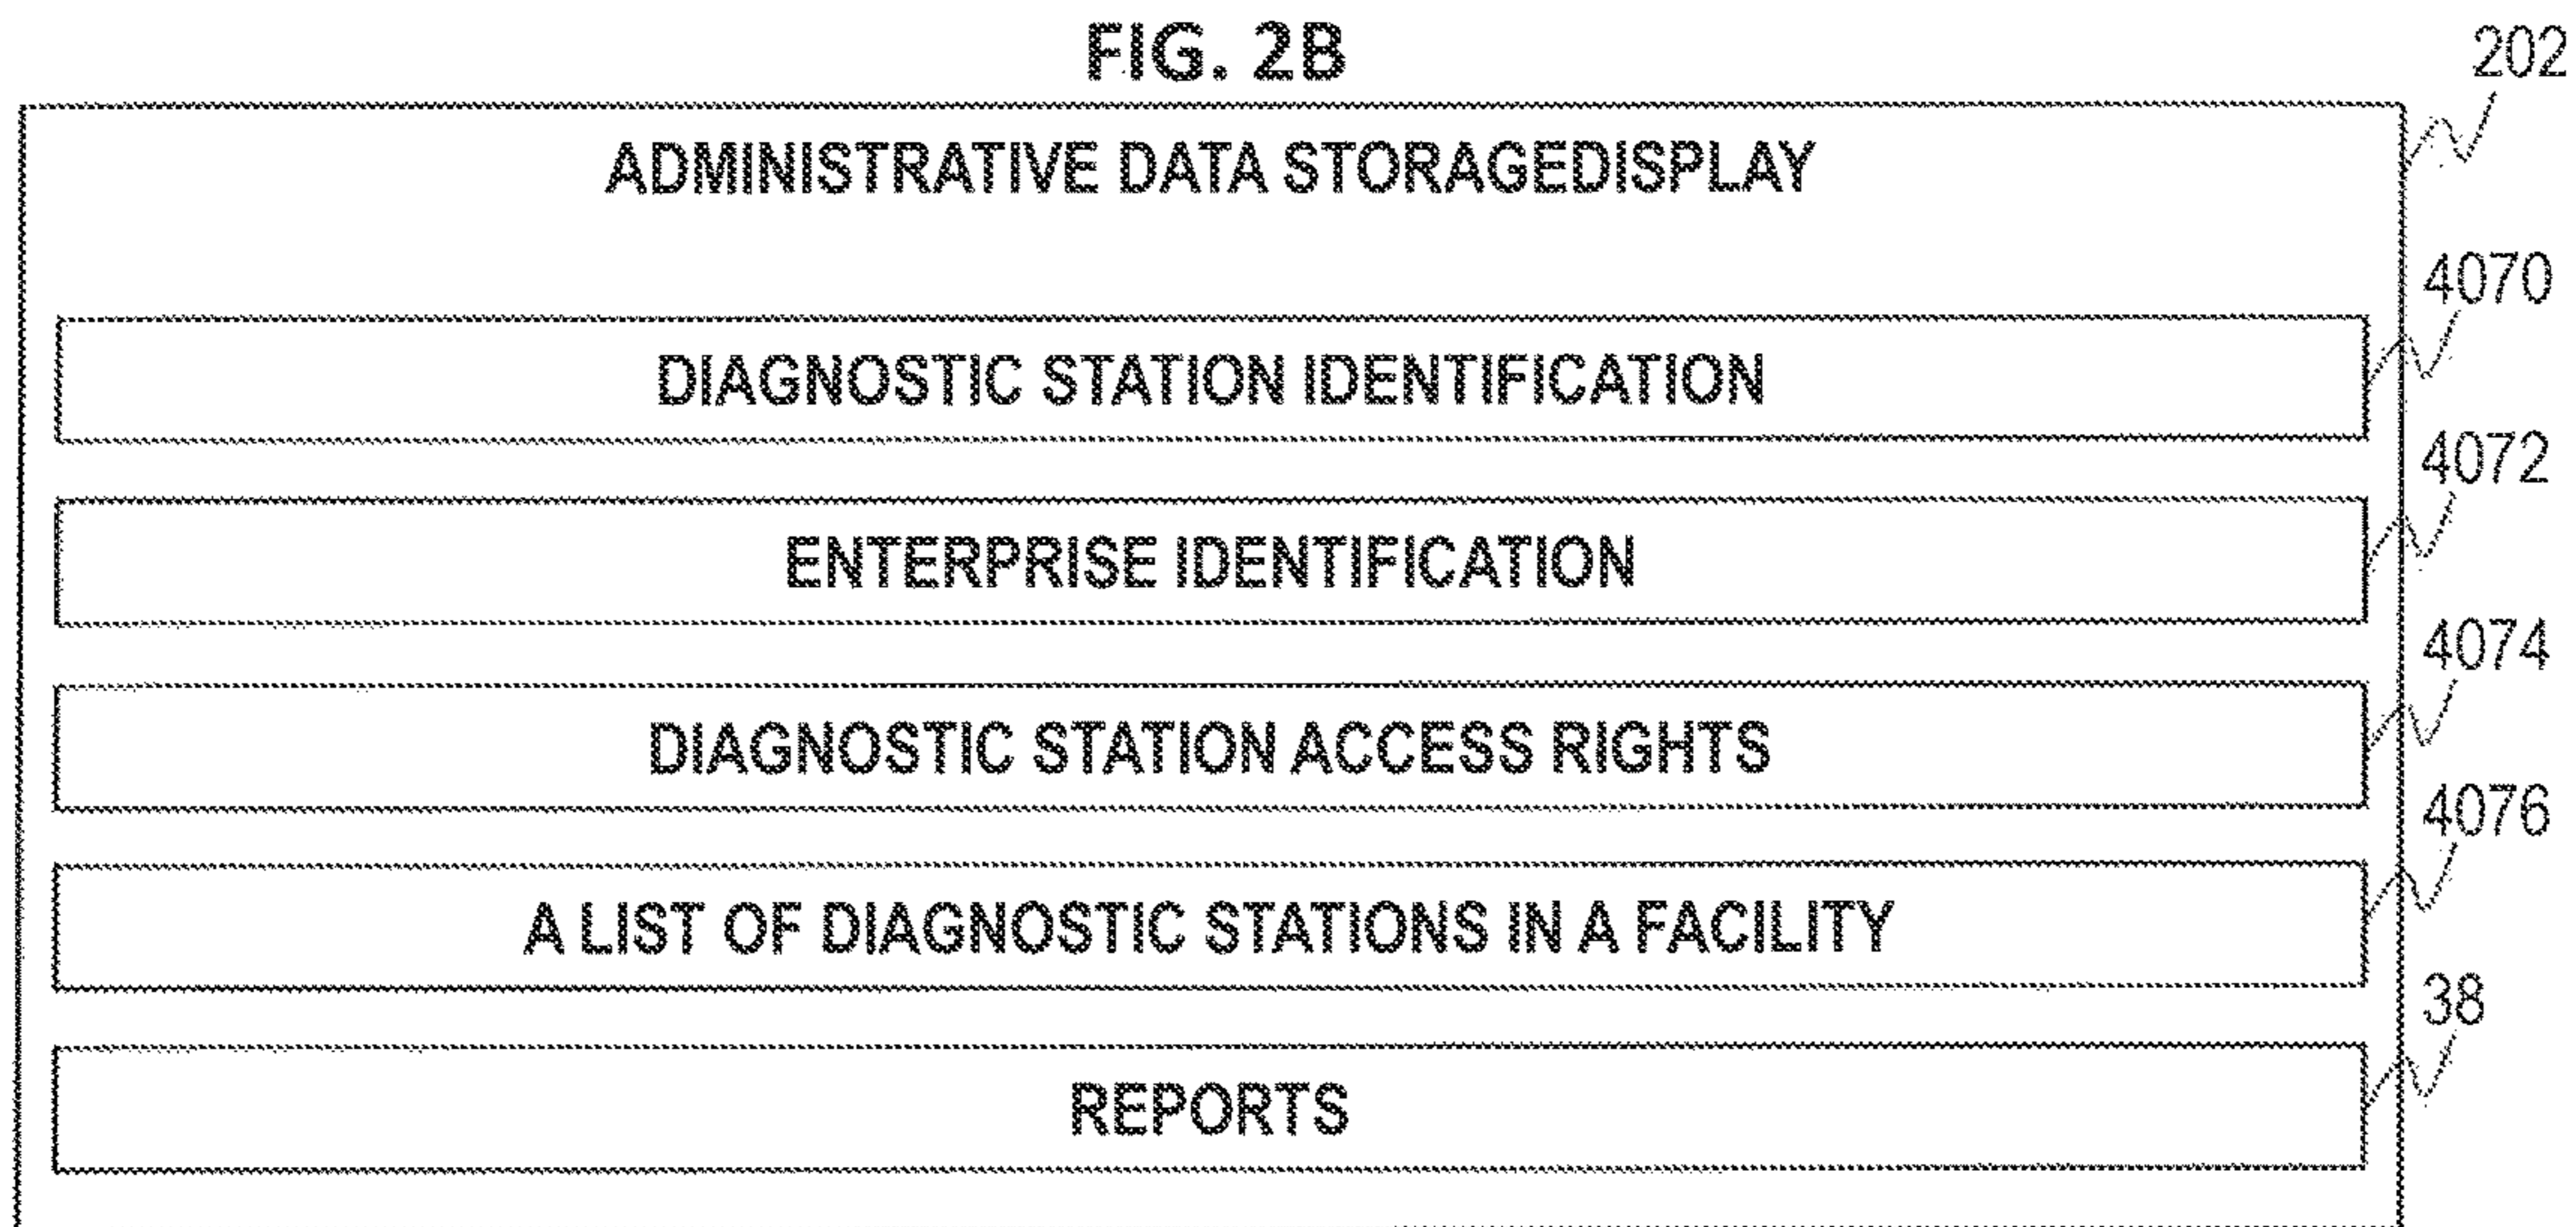 FIG. 2B
202
ADMINISTRATIVE DATA STORAGEDISPLAY
4070
DIAGNOSTIC STATION IDENTIFICATION
4072
ENTERPRISE IDENTIFICATION
4074
DIAGNOSTIC STATION ACCESS RIGHTS
4076
A LIST OF DIAGNOSTIC STATIONS IN A FACILITY
38
REPORTS